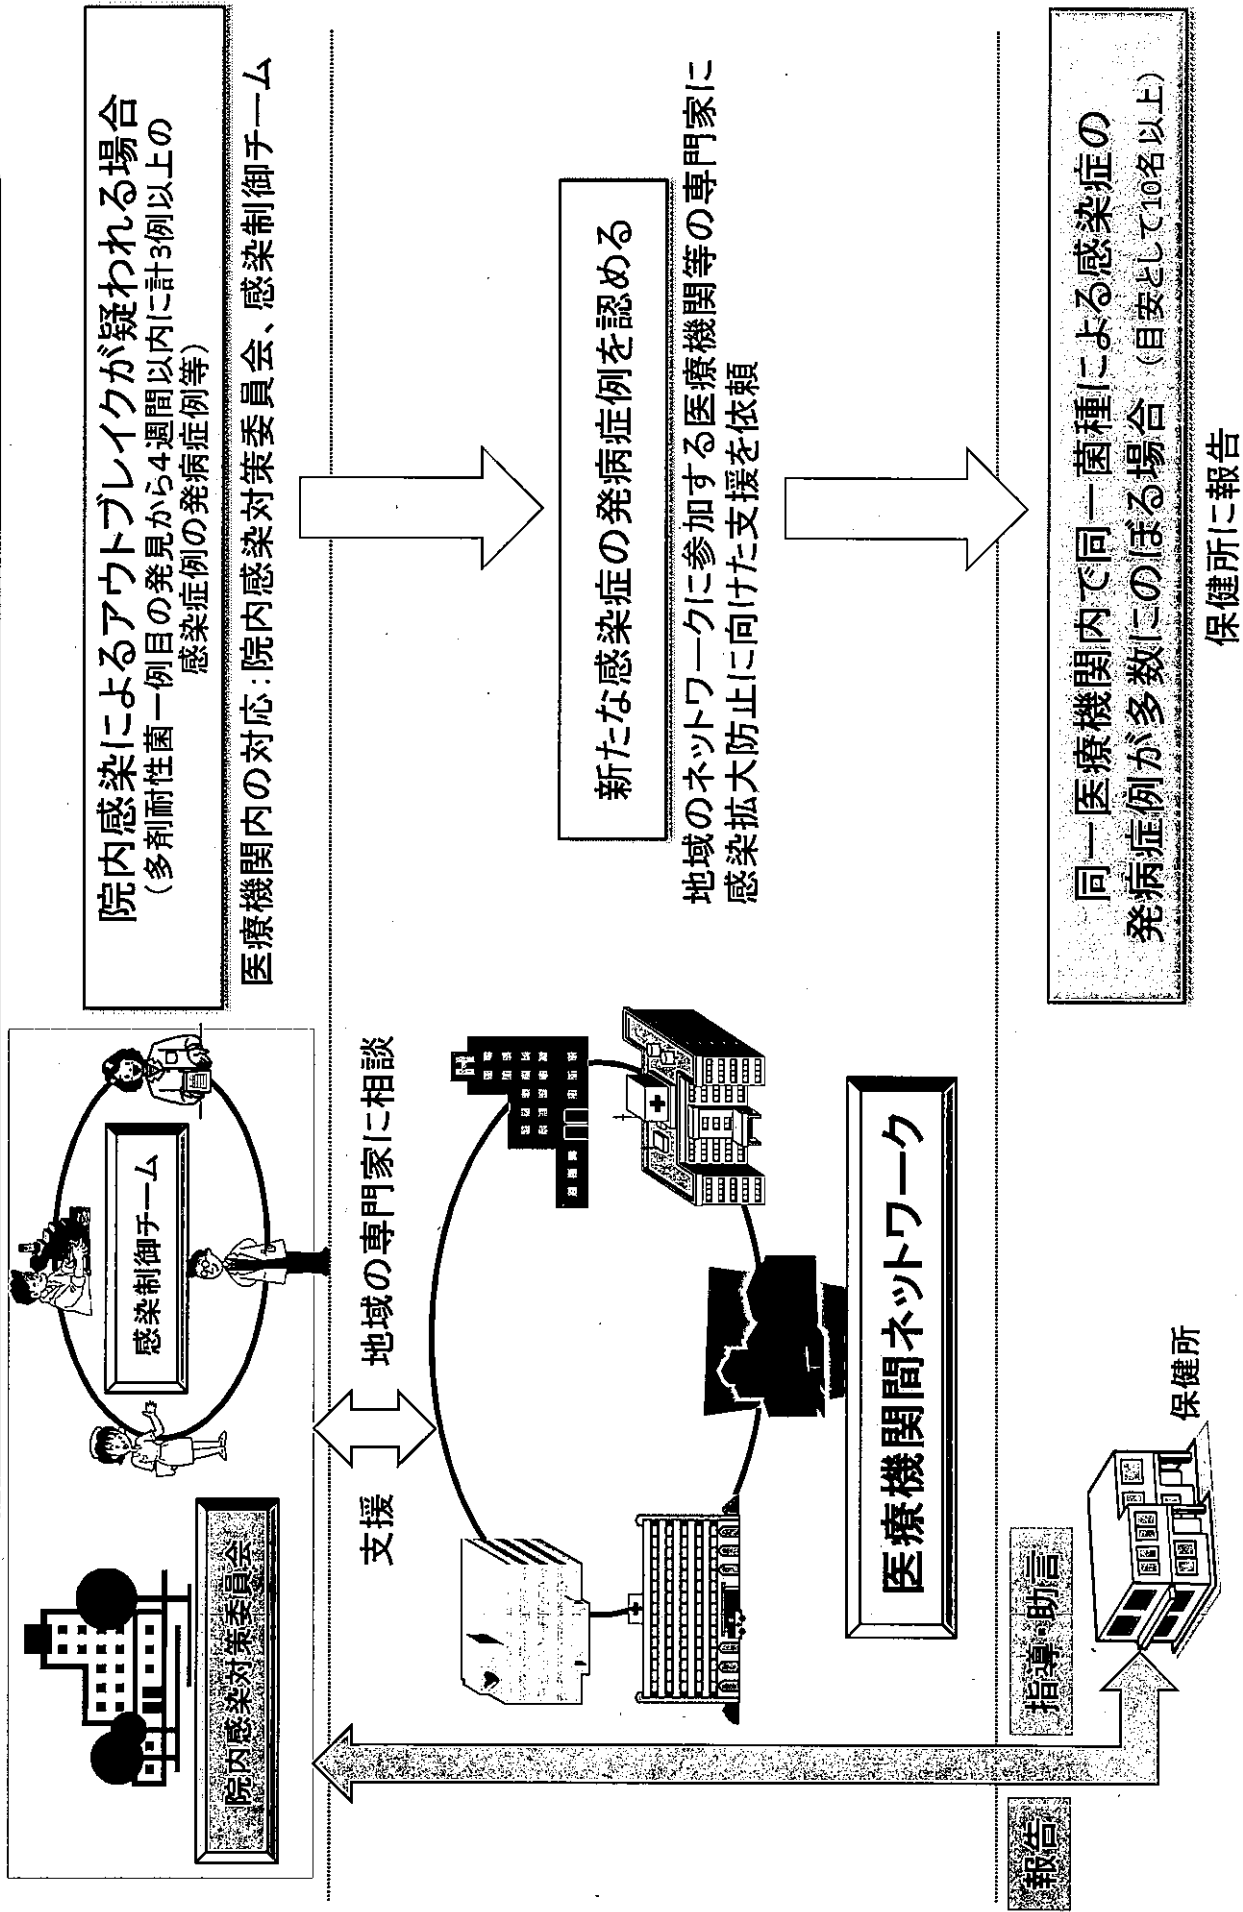 院内感染対策委員会
感染制御チーム
院内感染によるアウトブレイクが疑われる場合
(多剤耐性菌一例目の発見から4週間以内に計3例以上の
感染症例の発病症例等)
医療機関内の対応:院内感染対策委員会、感染制御チーム
支援
地域の専門家に相談
医療機関間ネットワーク
新たな感染症の発病症例を認める
地域のネットワークに参加する医療機関等の専門家に
感染拡大防止に向けた支援を依頼
報告
指導・助言
保健所
同一医療機関内で同一菌種による感染症の
発病症例が多数にのぼる場合(目安として10名以上)
保健所に報告